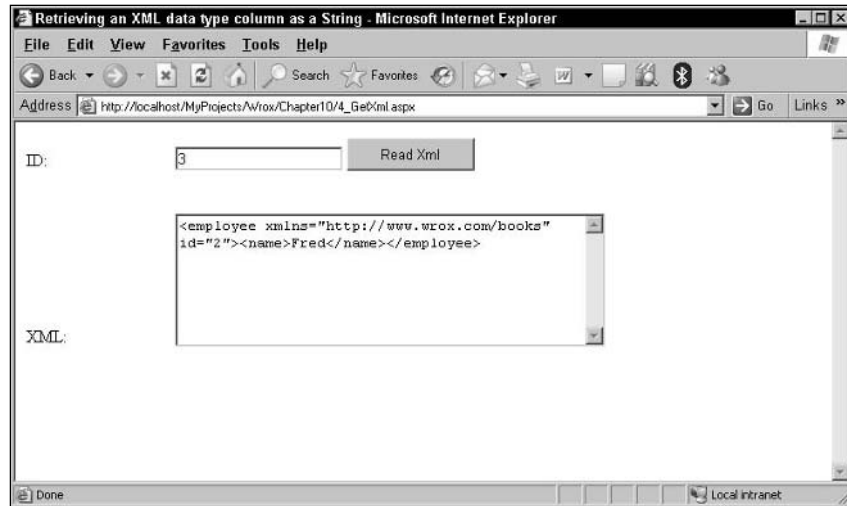 Retrieving an XML data type column as a String - Microsoft Internet Explorer
File Edit View Favorites Tools Help
Back Search Favorites
Address http://localhost/MyProjects/Wrox/Chapter10/4_GetXml.aspx Go Links »
ID: 3 Read Xml
<employee xmlns="http://www.wrox.com/books"
id="2"><name>Fred</name></employee>
XML:
Done Local intranet